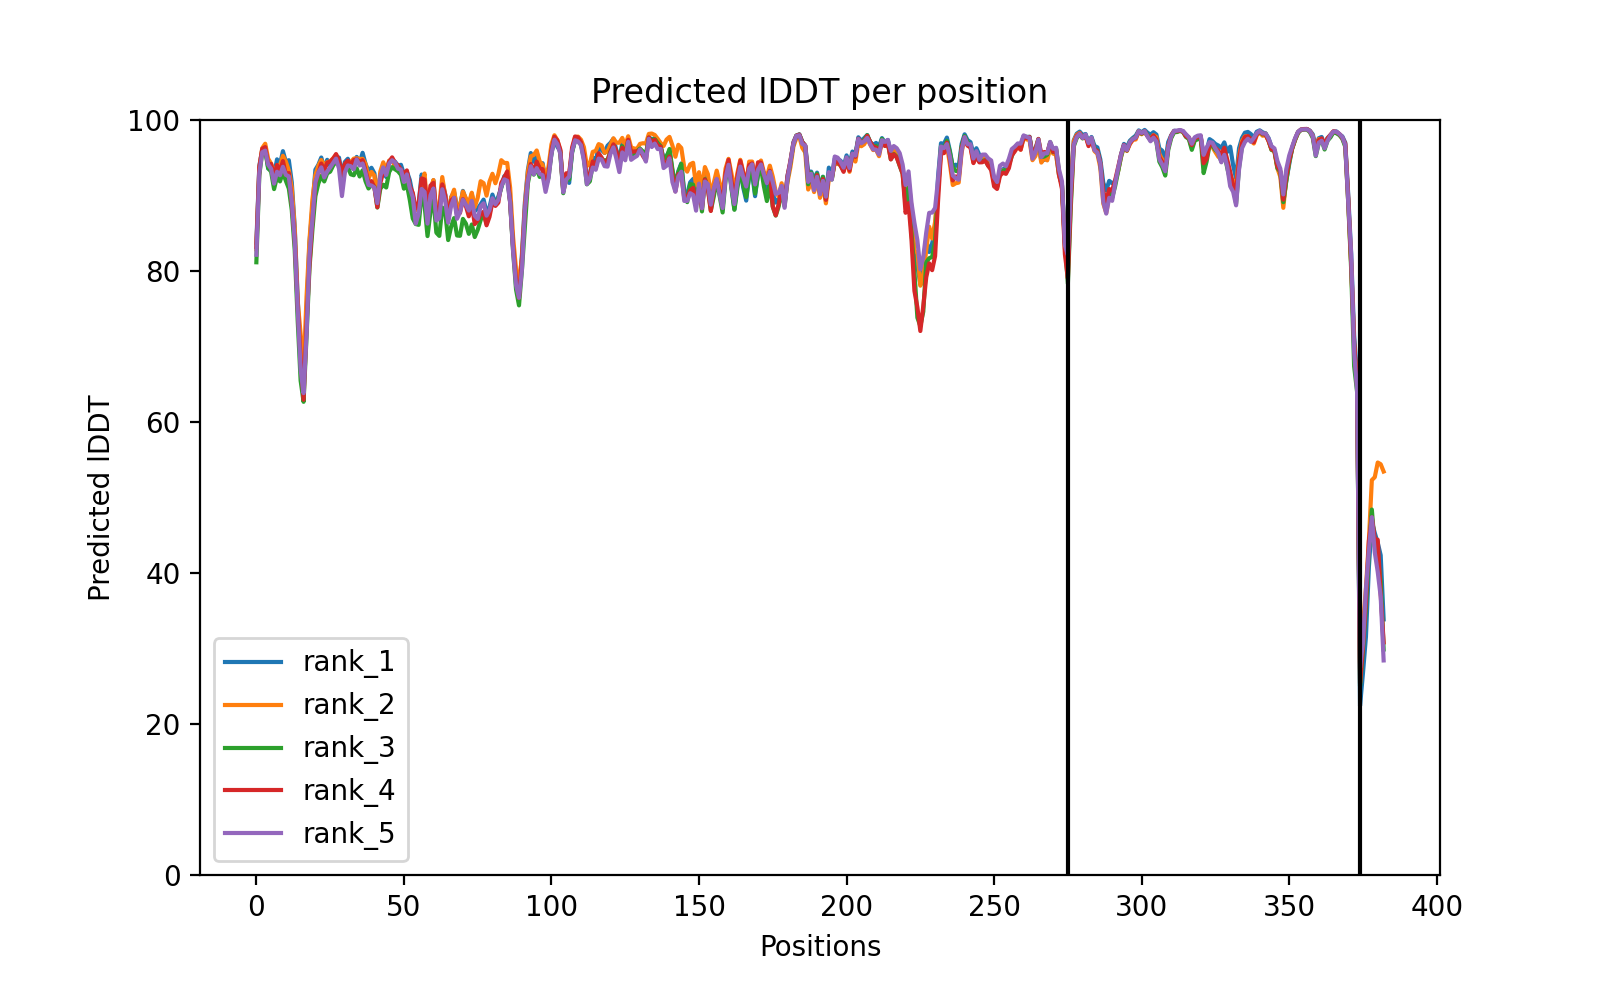 Predicted lDDT per position
100
80
60
40
20
0
Predicted lDDT
rank_1
rank_2
rank_3
rank_4
rank_5
0 50 100 150 200 250 300 350 400
Positions